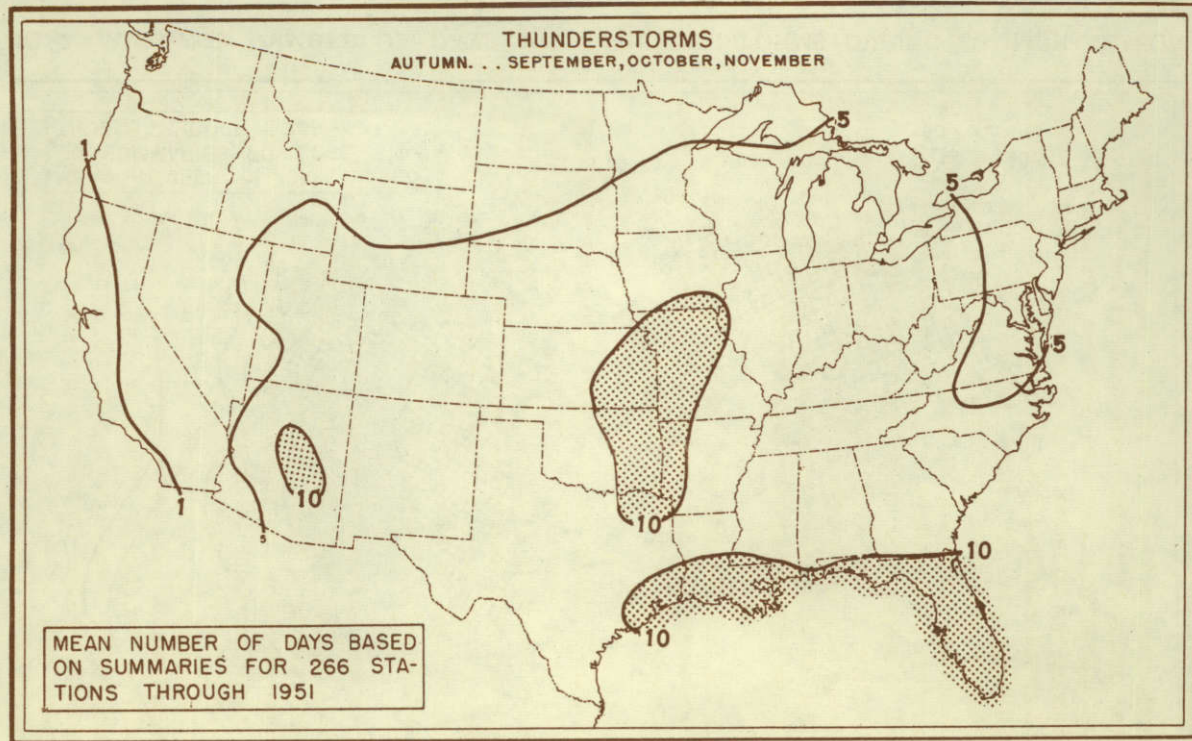 THUNDERSTORMS
AUTUMN. . . SEPTEMBER, OCTOBER, NOVEMBER
5
1
5
5
10
10
1
5
10
10
MEAN NUMBER OF DAYS BASED
ON SUMMARIES FOR 266 STA-
TIONS THROUGH 1951
10